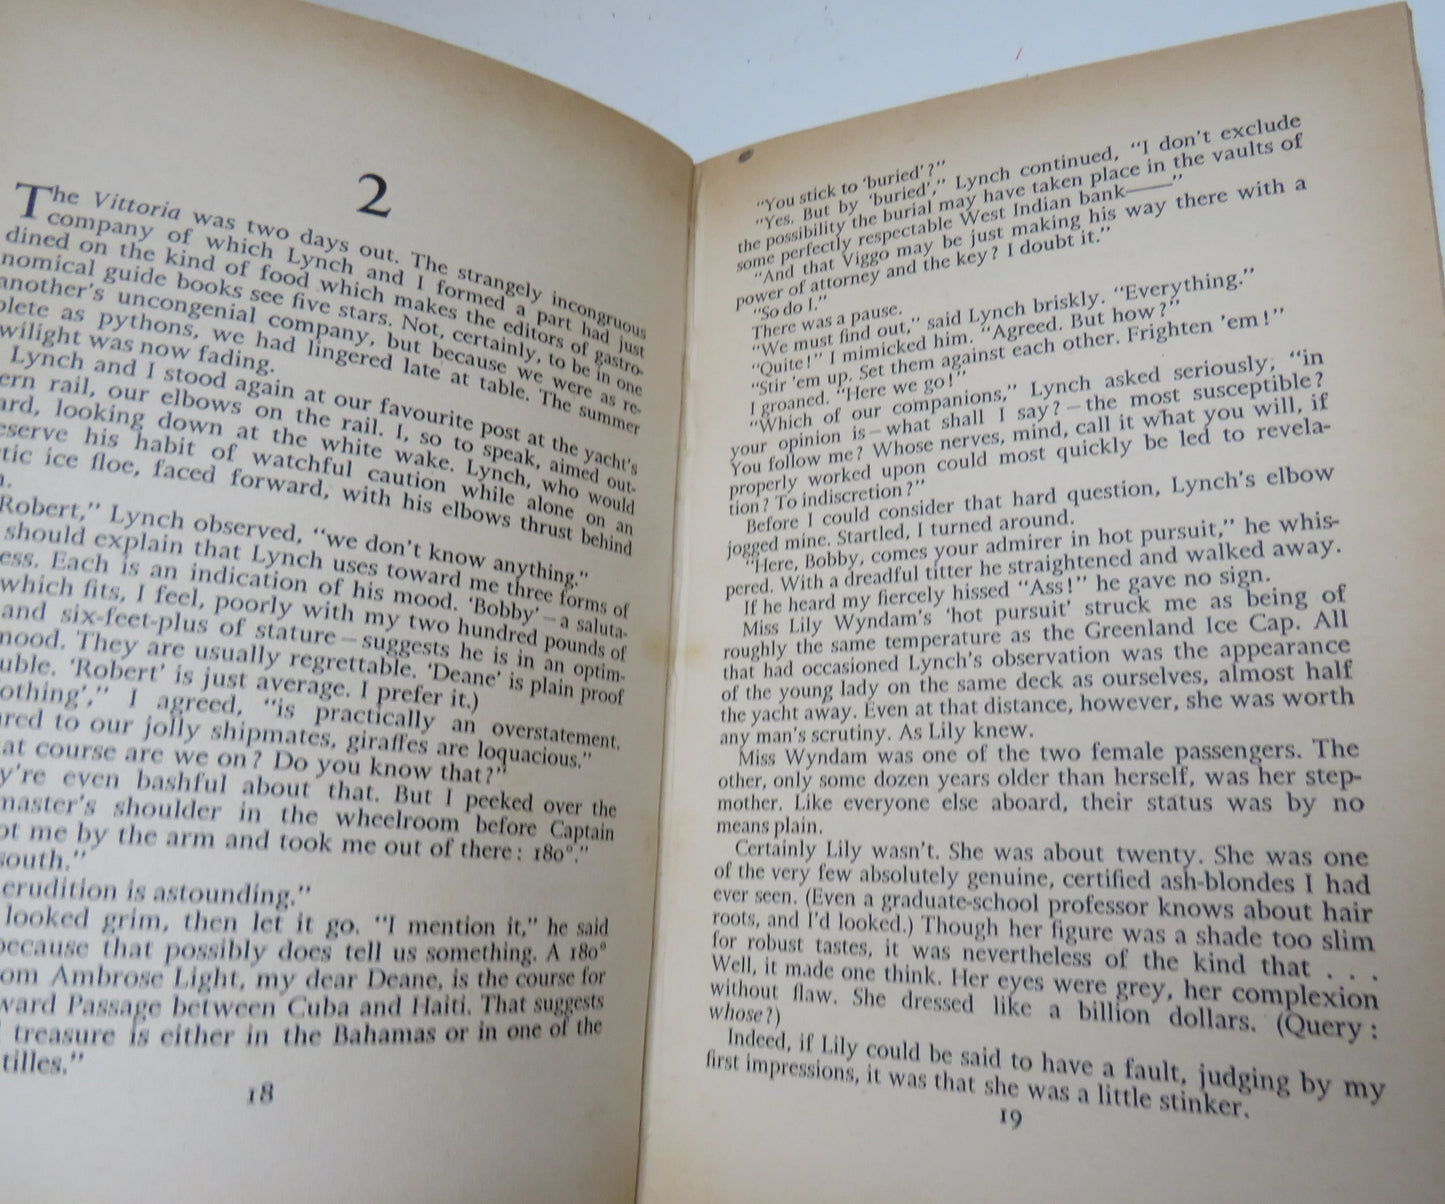 2
The Vittoria was two days out. The strangely incongruous
company of which Lynch and I formed a part had just
dined on the kind of food which makes the editors of gastro-
nomical guide books see five stars. Not, certainly, to be in one
another's uncongenial company, but because we were as re-
plete as pythons, we had lingered late at table. The summer
twilight was now fading.
Lynch and I stood again at our favourite post at the yacht's
ern rail, our elbows on the rail. I, so to speak, aimed out-
ard, looking down at the white wake. Lynch, who would
eserve his habit of watchful caution while alone on an
tic ice floe, faced forward, with his elbows thrust behind
Robert," Lynch observed, "we don't know anything."
should explain that Lynch uses toward me three forms of
ess. Each is an indication of his mood. 'Bobby' – a saluta-
which fits, I feel, poorly with my two hundred pounds of
and six-feet-plus of stature – suggests he is in an optim-
mood. They are usually regrettable. 'Deane' is plain proof
uble. 'Robert' is just average. I prefer it.)
othing'," I agreed, "is practically an overstatement.
ared to our jolly shipmates, giraffes are loquacious."
at course are we on? Do you know that?"
y're even bashful about that. But I peeked over the
master's shoulder in the wheelroom before Captain
ot me by the arm and took me out of there: 180°."
south."
erudition is astounding."
looked grim, then let it go. "I mention it," he said
because that possibly does tell us something. A 180°
om Ambrose Light, my dear Deane, is the course for
ward Passage between Cuba and Haiti. That suggests
treasure is either in the Bahamas or in one of the
tilles."
18
"You stick to 'buried'?"
"Yes. But by 'buried'," Lynch continued, "I don't exclude
the possibility the burial may have taken place in the vaults of
some perfectly respectable West Indian bank——"
"And that Viggo may be just making his way there with a
power of attorney and the key? I doubt it."
"So do I."
There was a pause.
"We must find out," said Lynch briskly. "Everything."
"Quite!" I mimicked him. "Agreed. But how?"
"Stir 'em up. Set them against each other. Frighten 'em!"
I groaned. "Here we go!"
"Which of our companions," Lynch asked seriously, "in
your opinion is – what shall I say? – the most susceptible?
You follow me? Whose nerves, mind, call it what you will, if
properly worked upon could most quickly be led to revela-
tion? To indiscretion?"
Before I could consider that hard question, Lynch's elbow
jogged mine. Startled, I turned around.
"Here, Bobby, comes your admirer in hot pursuit," he whis-
pered. With a dreadful titter he straightened and walked away.
If he heard my fiercely hissed "Ass!" he gave no sign.
Miss Lily Wyndam's 'hot pursuit' struck me as being of
roughly the same temperature as the Greenland Ice Cap. All
that had occasioned Lynch's observation was the appearance
of the young lady on the same deck as ourselves, almost half
the yacht away. Even at that distance, however, she was worth
any man's scrutiny. As Lily knew.
Miss Wyndam was one of the two female passengers. The
other, only some dozen years older than herself, was her step-
mother. Like everyone else aboard, their status was by no
means plain.
Certainly Lily wasn't. She was about twenty. She was one
of the very few absolutely genuine, certified ash-blondes I had
ever seen. (Even a graduate-school professor knows about hair
roots, and I'd looked.) Though her figure was a shade too slim
for robust tastes, it was nevertheless of the kind that . . .
Well, it made one think. Her eyes were grey, her complexion
without flaw. She dressed like a billion dollars. (Query:
whose?)
Indeed, if Lily could be said to have a fault, judging by my
first impressions, it was that she was a little stinker.
19